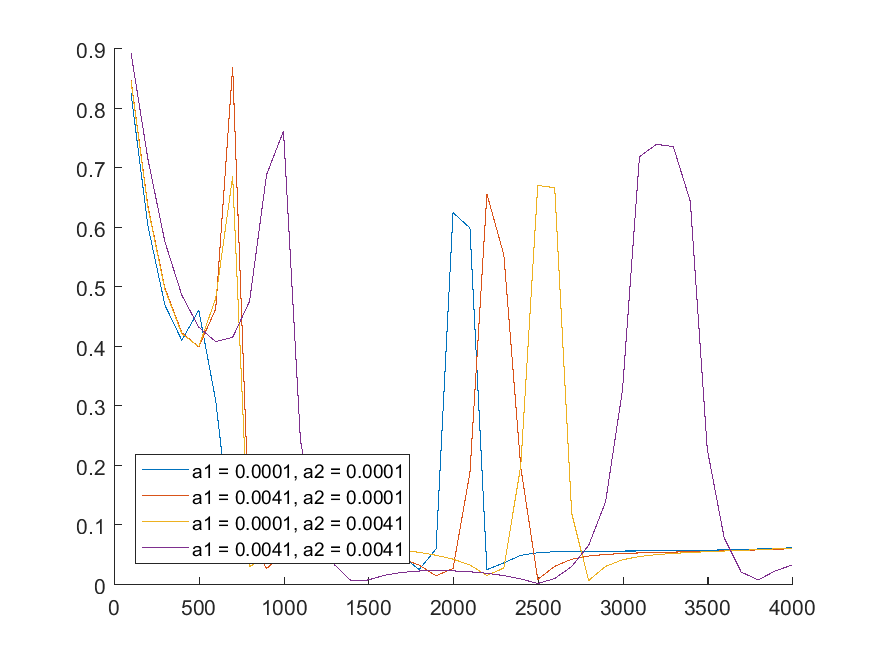 0.9
0.8
0.7
0.6
0.5
0.4
0.3
0.2
0.1
0
a1 = 0.0001, a2 = 0.0001
a1 = 0.0041, a2 = 0.0001
a1 = 0.0001, a2 = 0.0041
a1 = 0.0041, a2 = 0.0041
0 500 1000 1500 2000 2500 3000 3500 4000